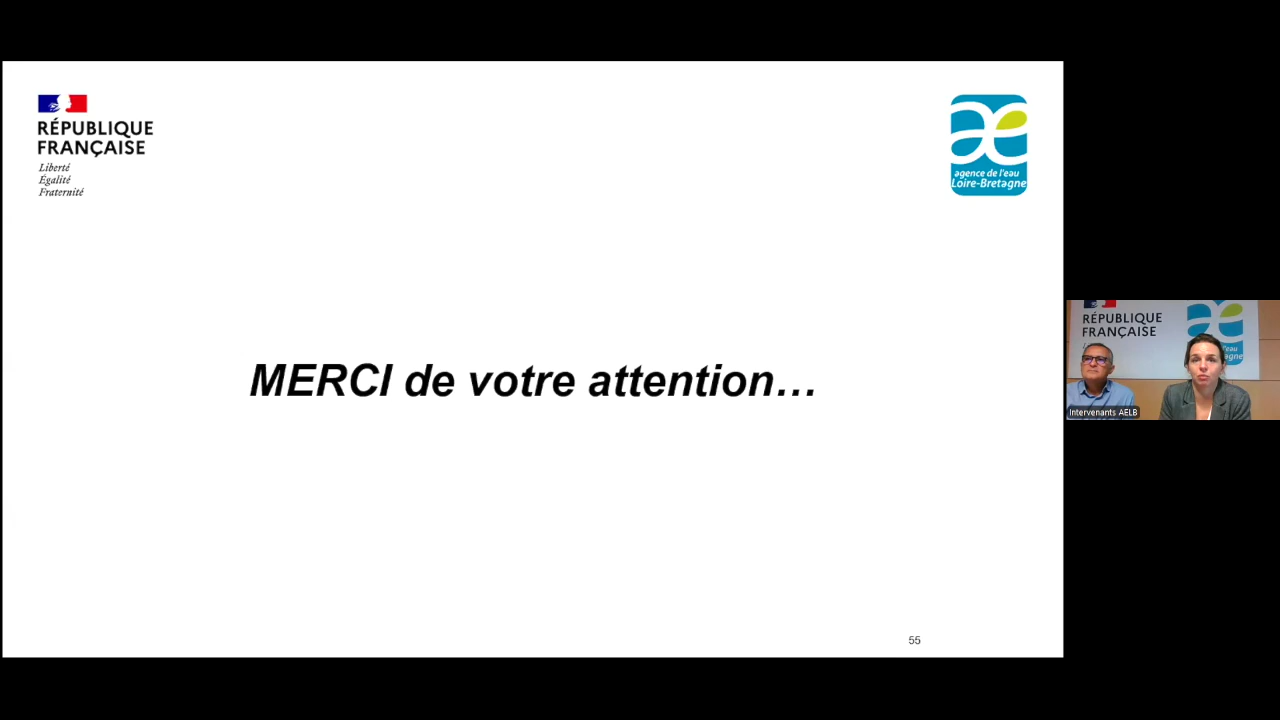 RÉPUBLIQUE
FRANÇAISE
Liberté
Égalité
Fraternité
agence de l'eau
Loire-Bretagne
MERCI de votre attention…
55
RÉPUBLIQUE
FRANÇAISE
Intervenants AELB